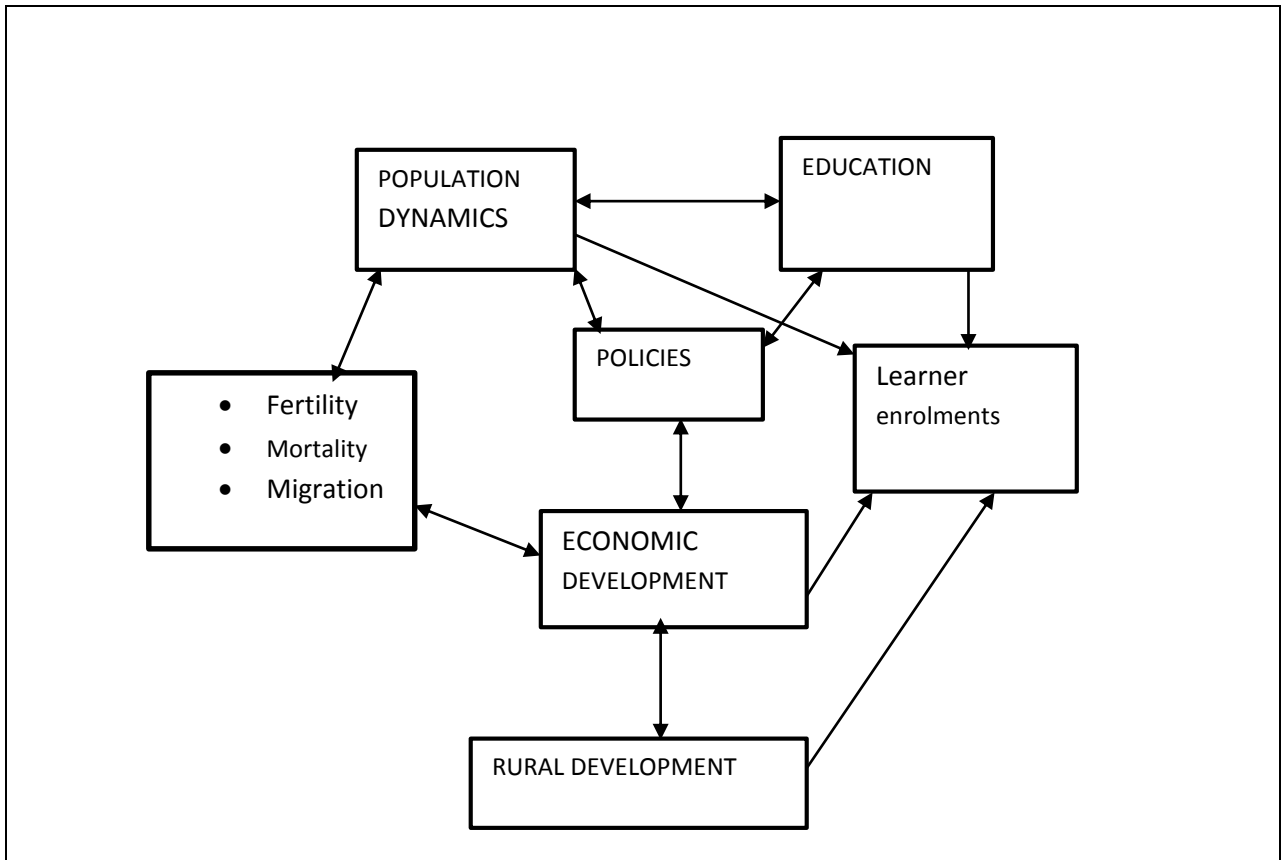 POPULATION
DYNAMICS
EDUCATION
POLICIES
Learner
enrolments
• Fertility
• Mortality
• Migration
ECONOMIC
DEVELOPMENT
RURAL DEVELOPMENT